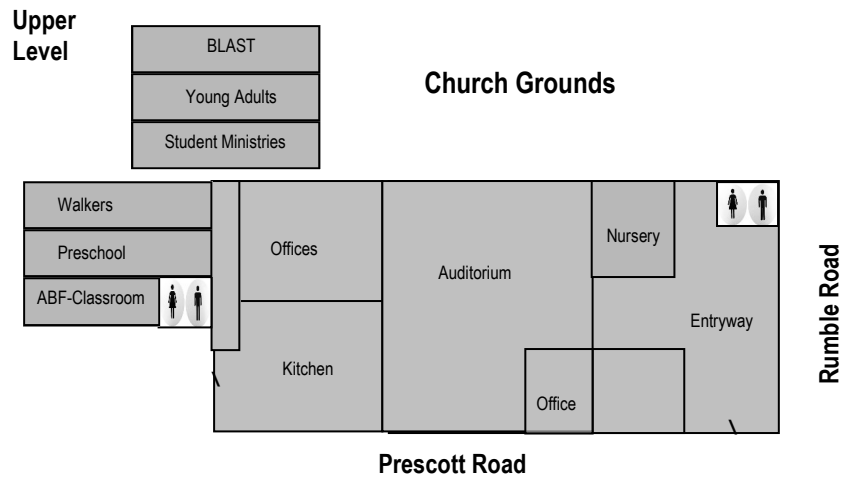 Upper
Level
BLAST
Young Adults
Student Ministries
Church Grounds
Walkers
Preschool
ABF-Classroom
Offices
Kitchen
Auditorium
Nursery
Entryway
Office
Rumble Road
Prescott Road